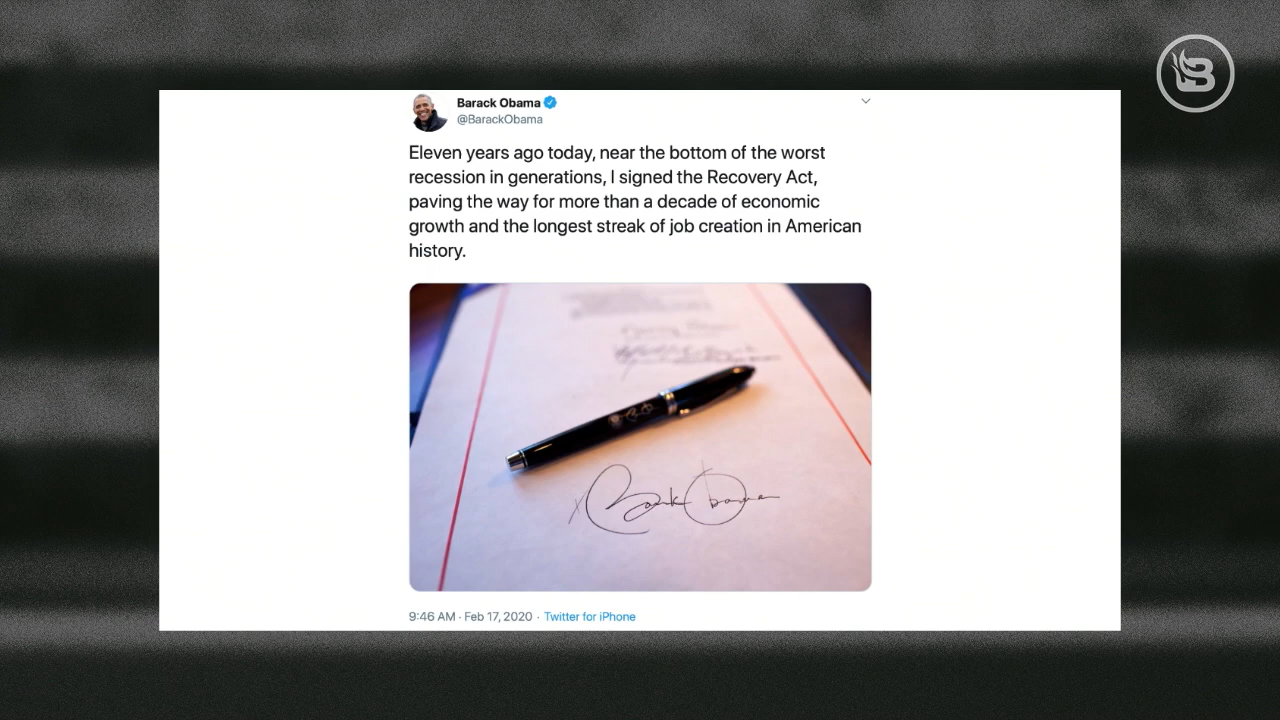 Barack Obama
@BarackObama
Eleven years ago today, near the bottom of the worst
recession in generations, I signed the Recovery Act,
paving the way for more than a decade of economic
growth and the longest streak of job creation in American
history.
Barack Obama
9:46 AM · Feb 17, 2020 · Twitter for iPhone
B